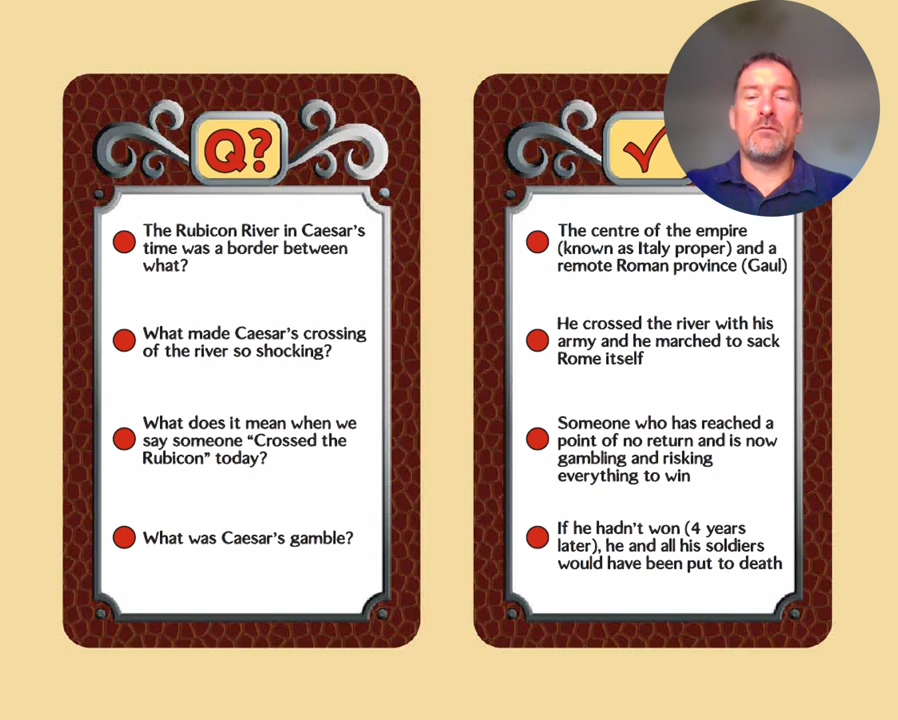 Q?
The Rubicon River in Caesar's
time was a border between
what?
What made Caesar's crossing
of the river so shocking?
What does it mean when we
say someone “Crossed the
Rubicon” today?
What was Caesar's gamble?
The centre of the empire
(known as Italy proper) and a
remote Roman province (Gaul)
He crossed the river with his
army and he marched to sack
Rome itself
Someone who has reached a
point of no return and is now
gambling and risking
everything to win
If he hadn't won (4 years
later), he and all his soldiers
would have been put to death